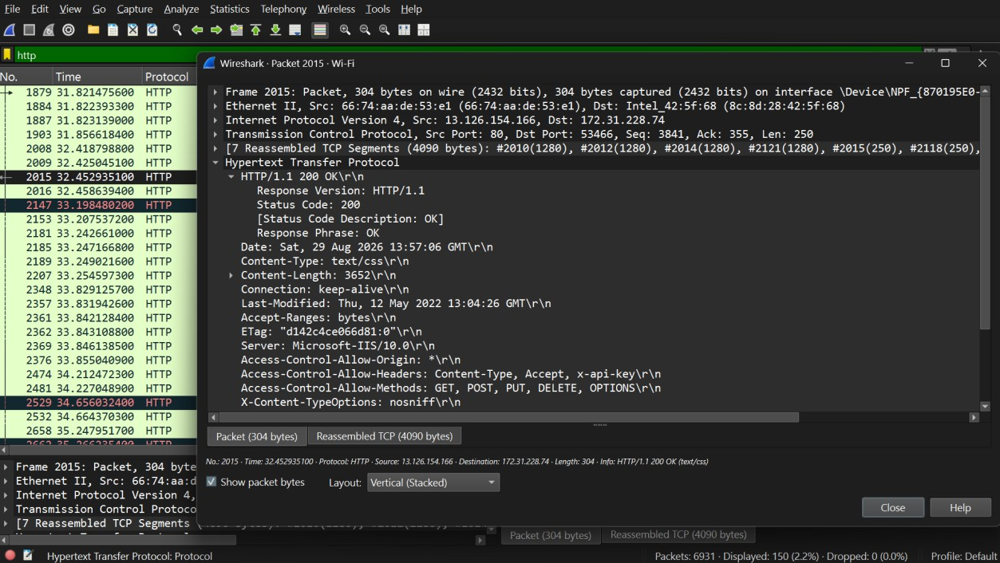 File Edit View Go Capture Analyze Statistics Telephony Wireless Tools Help
http
No. Time Protocol
1879 31.821475600 HTTP
1884 31.822393300 HTTP
1887 31.823139000 HTTP
1903 31.856618400 HTTP
2008 32.418798800 HTTP
2009 32.425045100 HTTP
2015 32.452935100 HTTP
2016 32.458639400 HTTP
2147 33.198480200 HTTP
2153 33.207537200 HTTP
2181 33.242661000 HTTP
2185 33.247166800 HTTP
2189 33.249021600 HTTP
2207 33.254597300 HTTP
2348 33.829125700 HTTP
2357 33.831942600 HTTP
2361 33.842128400 HTTP
2362 33.843108800 HTTP
2369 33.846138500 HTTP
2376 33.855040900 HTTP
2474 34.212472300 HTTP
2481 34.227048900 HTTP
2529 34.656032400 HTTP
2532 34.664370300 HTTP
2658 35.247951700 HTTP
Frame 2015: Packet, 304 byte
Ethernet II, Src: 66:74:aa:d
Internet Protocol Version 4,
Transmission Control Protoco
[7 Reassembled TCP Segments
Wireshark · Packet 2015 · Wi-Fi
Frame 2015: Packet, 304 bytes on wire (2432 bits), 304 bytes captured (2432 bits) on interface \Device\NPF_{870195E0-
Ethernet II, Src: 66:74:aa:de:53:e1 (66:74:aa:de:53:e1), Dst: Intel_42:5f:68 (8c:8d:28:42:5f:68)
Internet Protocol Version 4, Src: 13.126.154.166, Dst: 172.31.228.74
Transmission Control Protocol, Src Port: 80, Dst Port: 53466, Seq: 3841, Ack: 355, Len: 250
[7 Reassembled TCP Segments (4090 bytes): #2010(1280), #2012(1280), #2014(1280), #2121(1280), #2015(250), #2118(250),
Hypertext Transfer Protocol
HTTP/1.1 200 OK\r\n
Response Version: HTTP/1.1
Status Code: 200
[Status Code Description: OK]
Response Phrase: OK
Date: Sat, 29 Aug 2026 13:57:06 GMT\r\n
Content-Type: text/css\r\n
Content-Length: 3652\r\n
Connection: keep-alive\r\n
Last-Modified: Thu, 12 May 2022 13:04:26 GMT\r\n
Accept-Ranges: bytes\r\n
ETag: "d142c4ce066d81:0"\r\n
Server: Microsoft-IIS/10.0\r\n
Access-Control-Allow-Origin: *\r\n
Access-Control-Allow-Headers: Content-Type, Accept, x-api-key\r\n
Access-Control-Allow-Methods: GET, POST, PUT, DELETE, OPTIONS\r\n
X-Content-TypeOptions: nosniff\r\n
Packet (304 bytes) Reassembled TCP (4090 bytes)
No.: 2015 · Time: 32.452935100 · Protocol: HTTP · Source: 13.126.154.166 · Destination: 172.31.228.74 · Length: 304 · Info: HTTP/1.1 200 OK (text/css)
Show packet bytes Layout: Vertical (Stacked)
Close Help
Packet (304 bytes) Reassembled TCP (4090 bytes)
Hypertext Transfer Protocol: Protocol Packets: 6931 · Displayed: 150 (2.2%) · Dropped: 0 (0.0%) Profile: Default